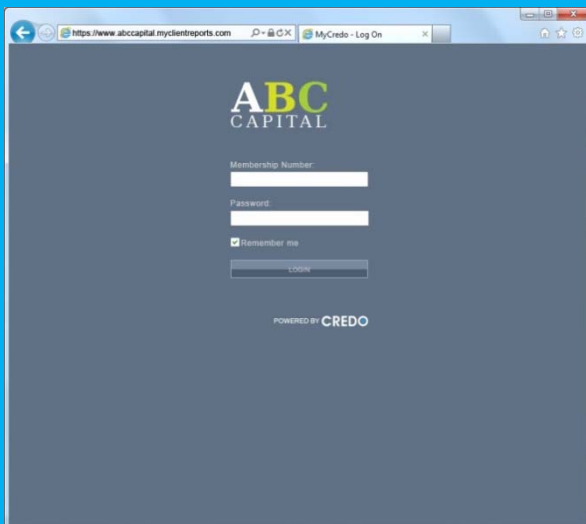 https://www.abccapital.myclientreports.com
MyCredo - Log On
ABC
CAPITAL
Membership Number:
Password:
Remember me
LOGIN
POWERED BY CREDO